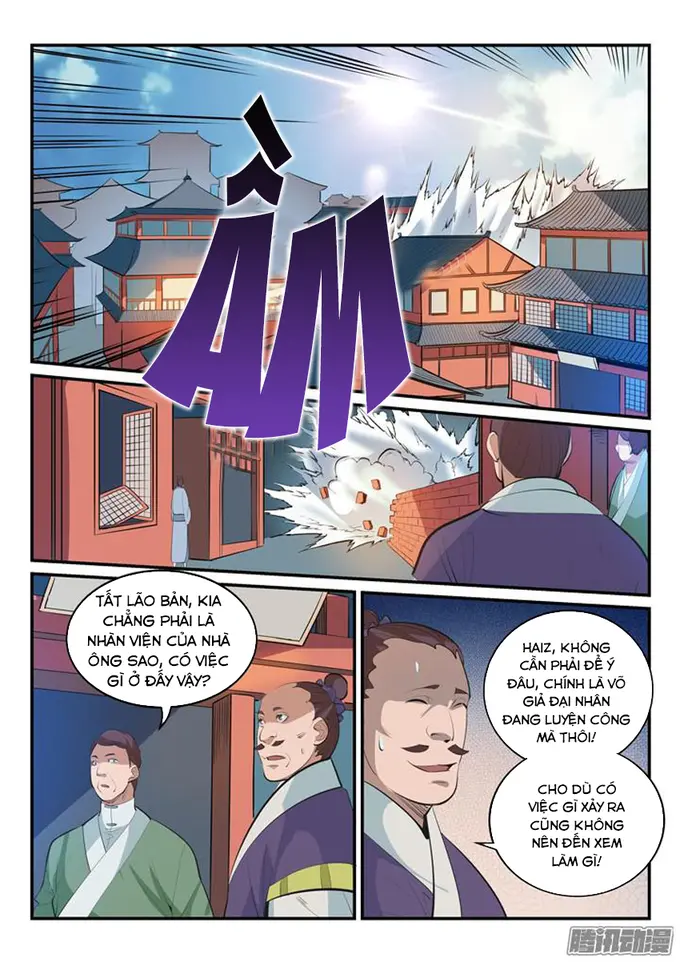 ẦM
TẤT LÃO BẢN, KIA
CHẲNG PHẢI LÀ
NHÂN VIỆN CỦA NHÀ
ÔNG SAO, CÓ VIỆC
GÌ Ở ĐẤY VẬY?
HAIZ, KHÔNG
CẦN PHẢI ĐỂ Ý
ĐÂU, CHÍNH LÀ VÕ
GIẢ ĐẠI NHÂN
ĐANG LUYỆN CÔNG
MÀ THÔI!
CHO DÙ CÓ
VIỆC GÌ XẢY RA
CŨNG KHÔNG
NÊN ĐẾN XEM
LÀM GÌ!
腾讯动漫